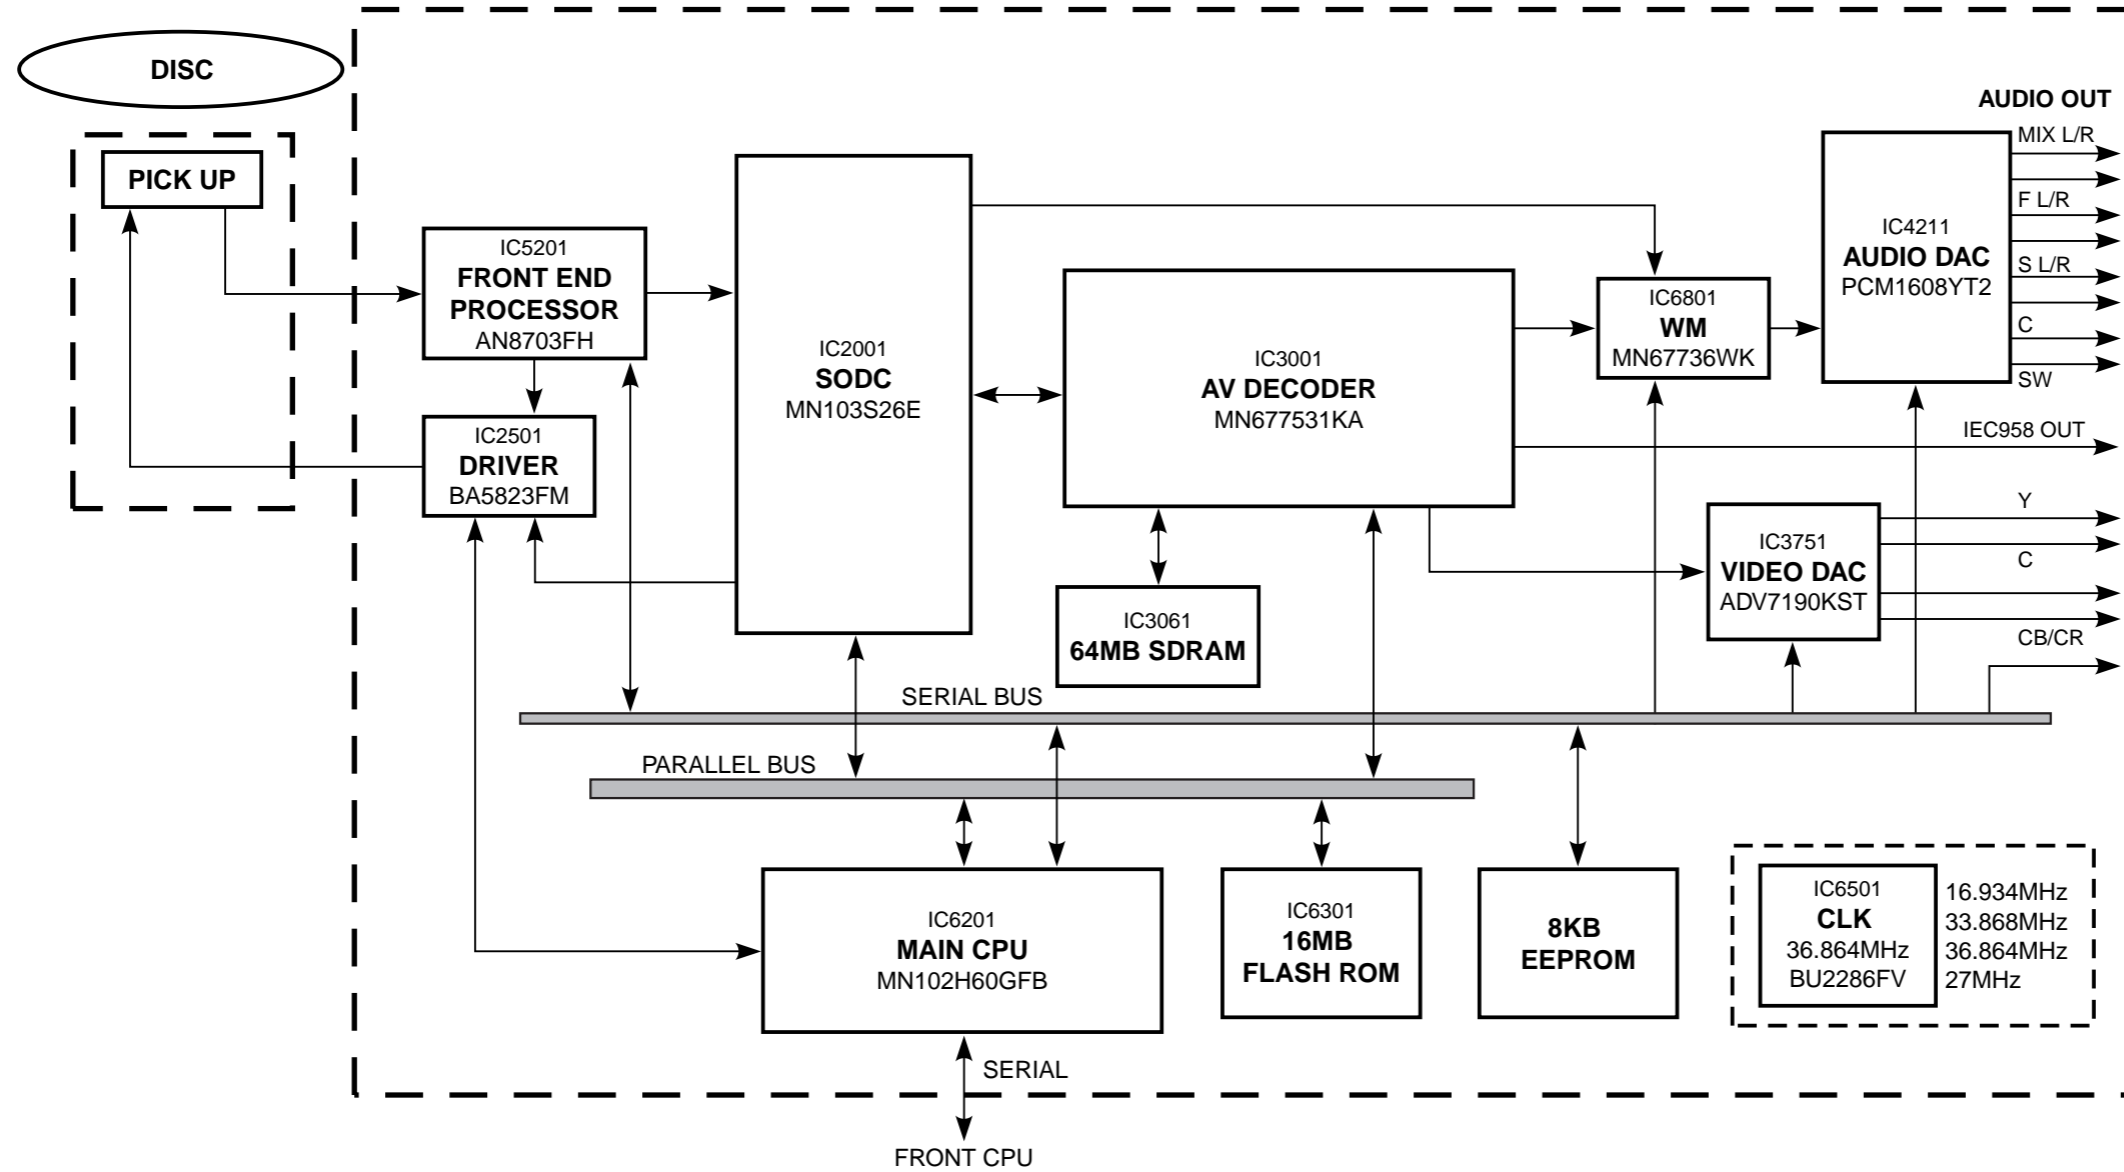 DISC
PICK UP
IC5201
FRONT END
PROCESSOR
AN8703FH
IC2501
DRIVER
BA5823FM
IC2001
SODC
MN103S26E
IC3001
AV DECODER
MN677531KA
IC3061
64MB SDRAM
IC6801
WM
MN67736WK
IC4211
AUDIO DAC
PCM1608YT2
AUDIO OUT
MIX L/R
F L/R
S L/R
C
SW
IEC958 OUT
IC3751
VIDEO DAC
ADV7190KST
Y
C
CB/CR
SERIAL BUS
PARALLEL BUS
IC6201
MAIN CPU
MN102H60GFB
IC6301
16MB
FLASH ROM
8KB
EEPROM
IC6501
CLK
36.864MHz
BU2286FV
16.934MHz
33.868MHz
36.864MHz
27MHz
SERIAL
FRONT CPU